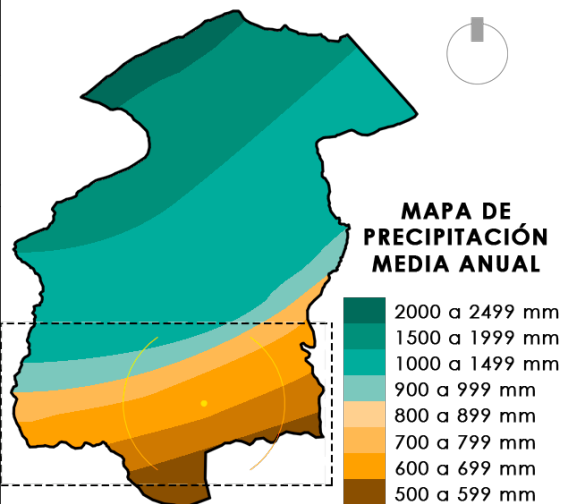 MAPA DE
PRECIPITACIÓN
MEDIA ANUAL
2000 a 2499 mm
1500 a 1999 mm
1000 a 1499 mm
900 a 999 mm
800 a 899 mm
700 a 799 mm
600 a 699 mm
500 a 599 mm